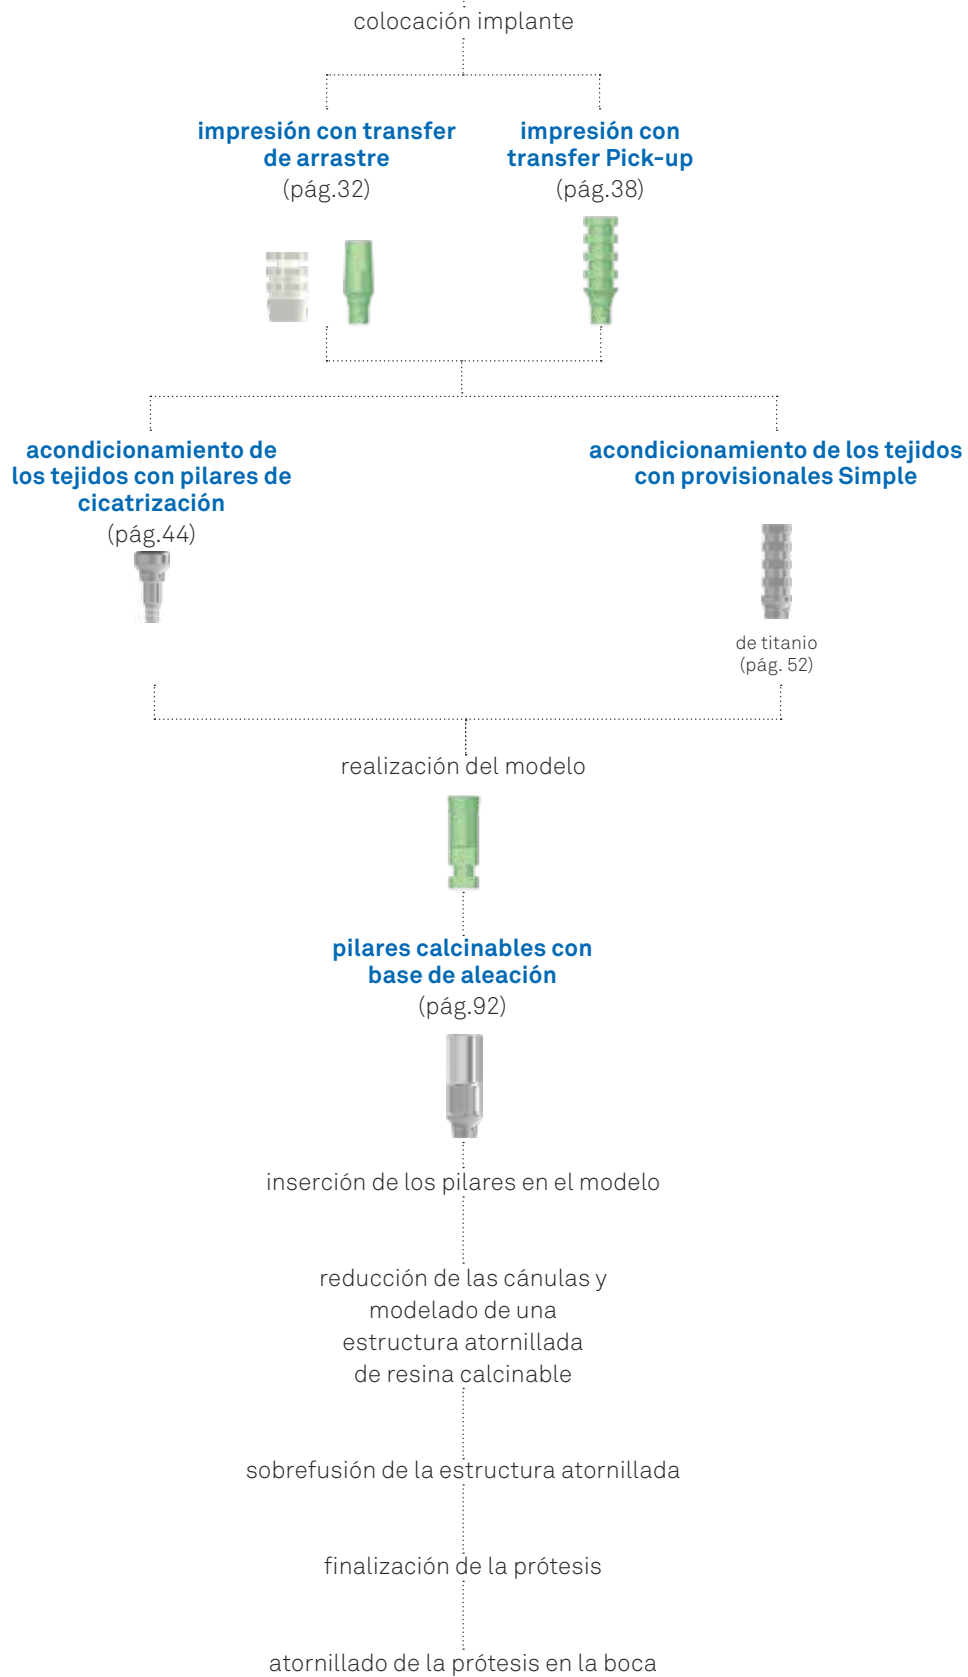 colocación implante
impresión con transfer
de arrastre
(pág.32)
impresión con
transfer Pick-up
(pág.38)
acondicionamiento de
los tejidos con pilares de
cicatrización
(pág.44)
acondicionamiento de los tejidos
con provisionales Simple
de titanio
(pág. 52)
realización del modelo
pilares calcinables con
base de aleación
(pág.92)
inserción de los pilares en el modelo
reducción de las cánulas y
modelado de una
estructura atornillada
de resina calcinable
sobrefusión de la estructura atornillada
finalización de la prótesis
atornillado de la prótesis en la boca